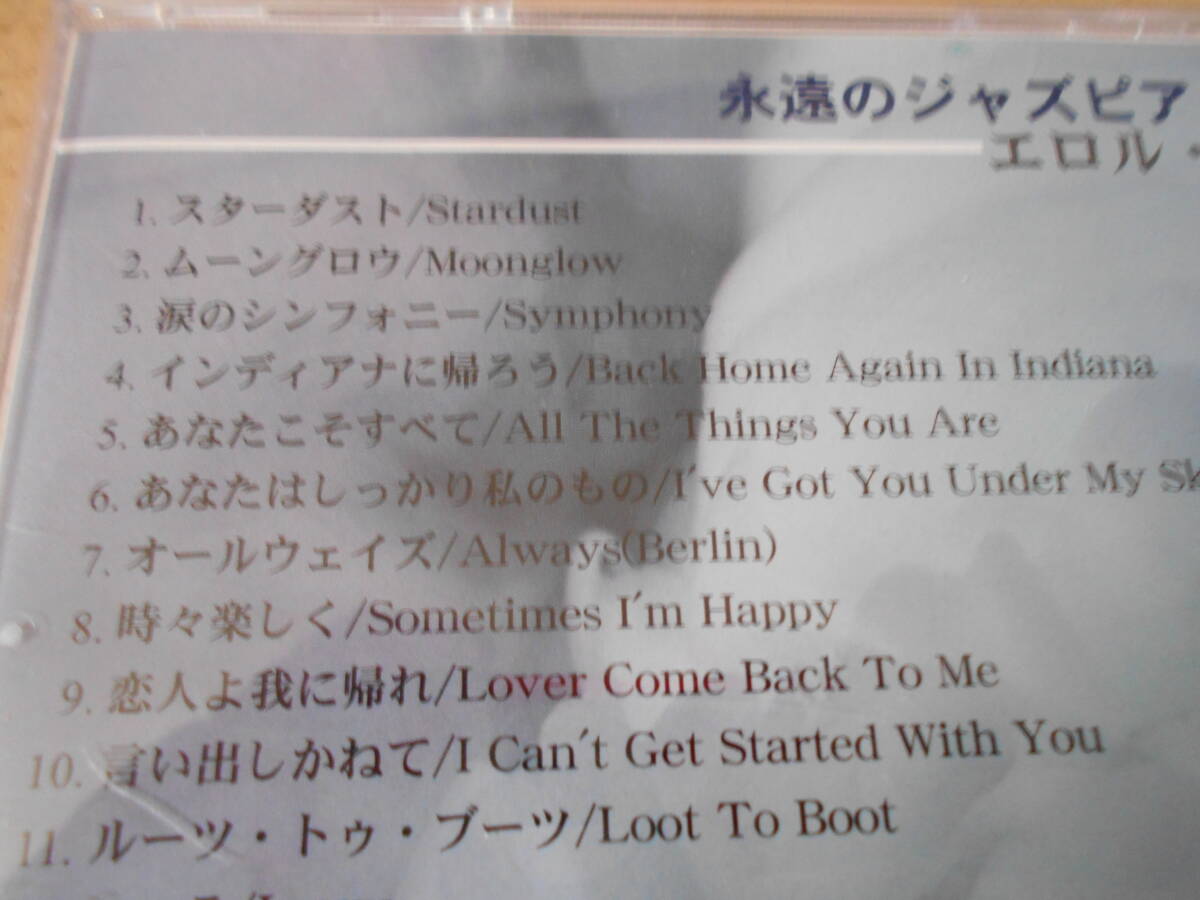 永遠のジャズピア
エロル・
1. スターダスト/Stardust
2. ムーングロウ/Moonglow
3. 涙のシンフォニー/Symphony
4. インディアナに帰ろう/Back Home Again In Indiana
5. あなたこそすべて/All The Things You Are
6. あなたはしっかり私のもの/I've Got You Under My Sk
7. オールウェイズ/Always(Berlin)
8. 時々楽しく/Sometimes I'm Happy
9. 恋人よ我に帰れ/Lover Come Back To Me
10. 言い出しかねて/I Can't Get Started With You
11. ルーツ・トゥ・ブーツ/Loot To Boot